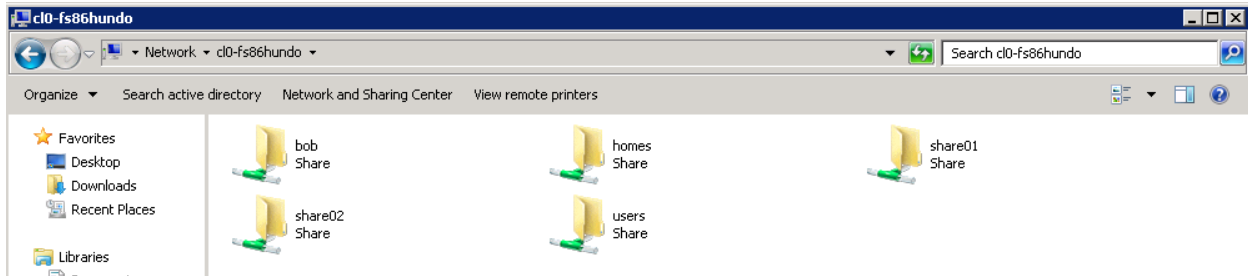 cl0-fs86hundo
Network cl0-fs86hundo
Search cl0-fs86hundo
Organize Search active directory Network and Sharing Center View remote printers
Favorites
Desktop
Downloads
Recent Places
Libraries
bob
Share
homes
Share
share01
Share
share02
Share
users
Share